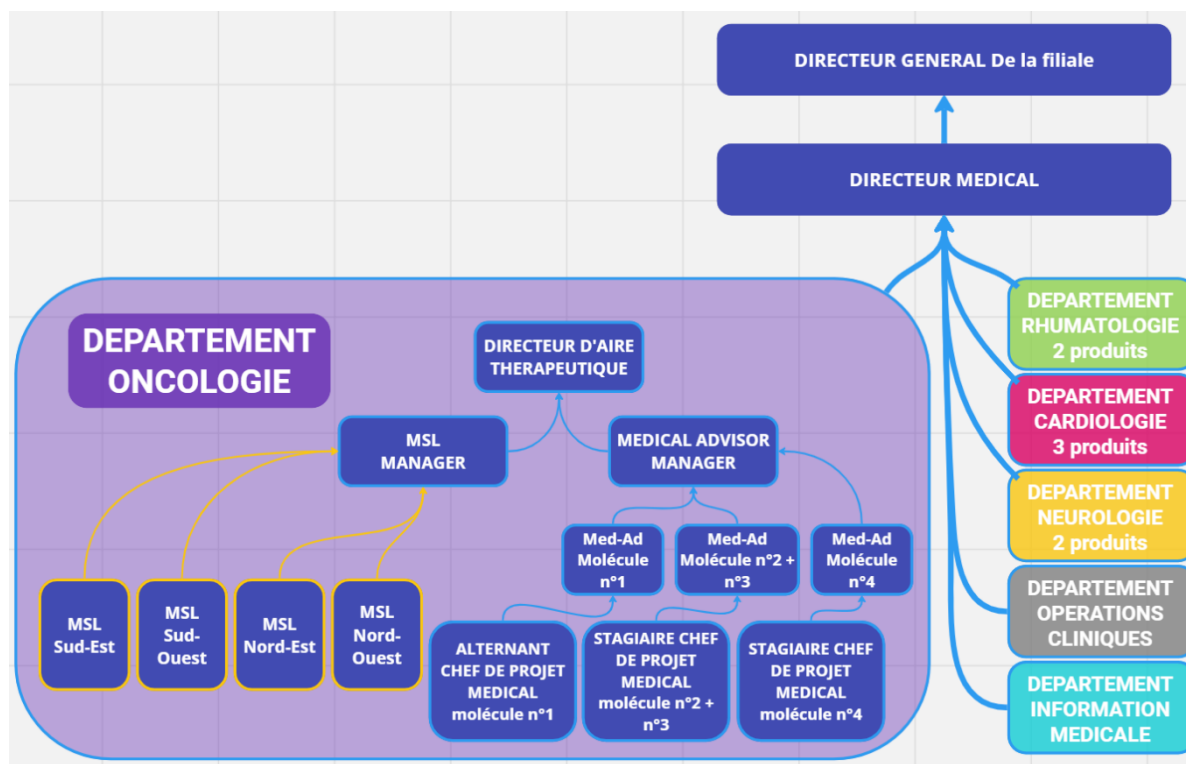 DIRECTEUR GENERAL De la filiale
DIRECTEUR MEDICAL
DEPARTEMENT
ONCOLOGIE
DIRECTEUR D'AIRE
THERAPEUTIQUE
MSL
MANAGER
MEDICAL ADVISOR
MANAGER
Med-Ad
Molécule
n°1
Med-Ad
Molécule n°2 +
n°3
Med-Ad
Molécule
n°4
MSL
Sud-Est
MSL
Sud-
Ouest
MSL
Nord-Est
MSL
Nord-
Ouest
ALTERNANT
CHEF DE PROJET
MEDICAL
molécule n°1
STAGIAIRE CHEF
DE PROJET
MEDICAL
molécule n°2 +
n°3
STAGIAIRE CHEF
DE PROJET
MEDICAL
molécule n°4
DEPARTEMENT
RHUMATOLOGIE
2 produits
DEPARTEMENT
CARDIOLOGIE
3 produits
DEPARTEMENT
NEUROLOGIE
2 produits
DEPARTEMENT
OPERATIONS
CLINIQUES
DEPARTEMENT
INFORMATION
MEDICALE